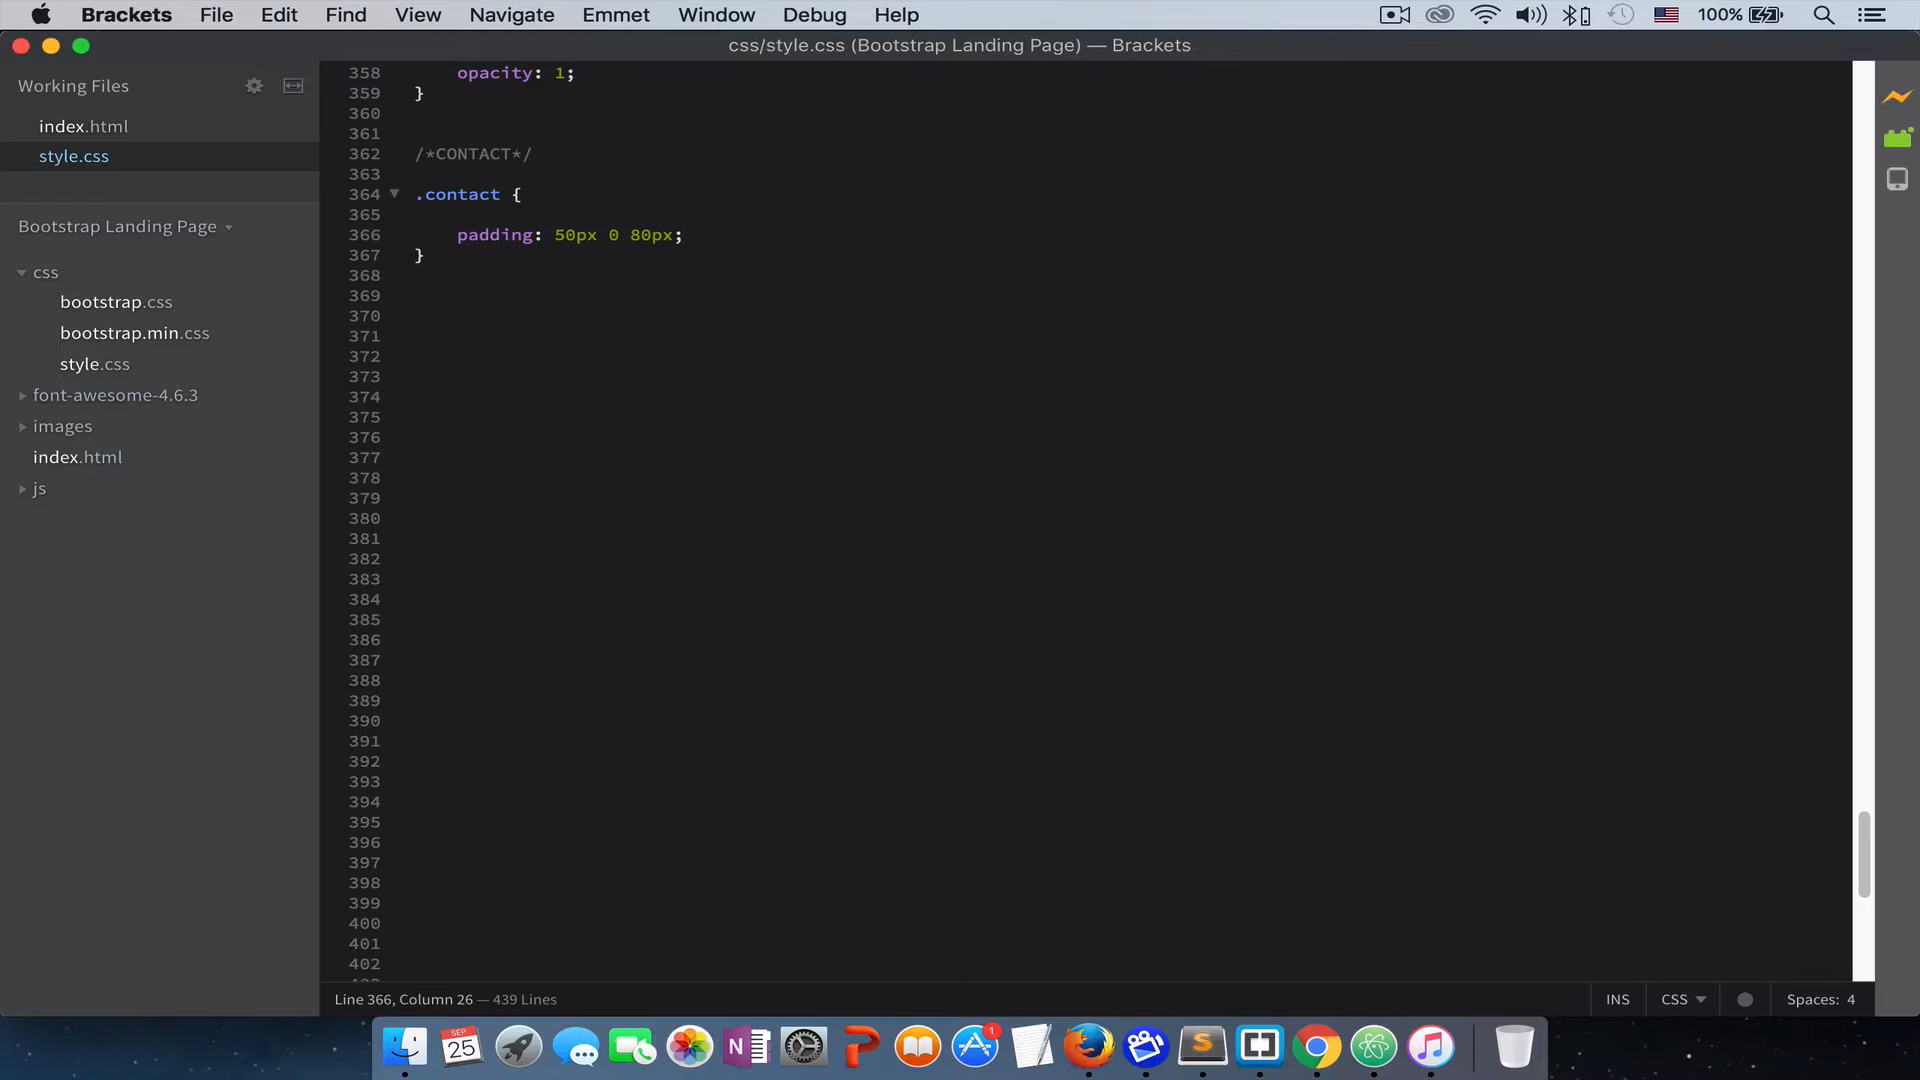 Brackets File Edit Find View Navigate Emmet Window Debug Help 100%
css/style.css (Bootstrap Landing Page) — Brackets
Working Files
index.html
style.css
Bootstrap Landing Page
css
bootstrap.css
bootstrap.min.css
style.css
font-awesome-4.6.3
images
index.html
js
358 opacity: 1;
359 }
360
361
362 /*CONTACT*/
363
364 .contact {
365
366 padding: 50px 0 80px;
367 }
368
369
370
371
372
373
374
375
376
377
378
379
380
381
382
383
384
385
386
387
388
389
390
391
392
393
394
395
396
397
398
399
400
401
402
Line 366, Column 26 — 439 Lines
INS CSS Spaces: 4
SEP
25
N
1
S